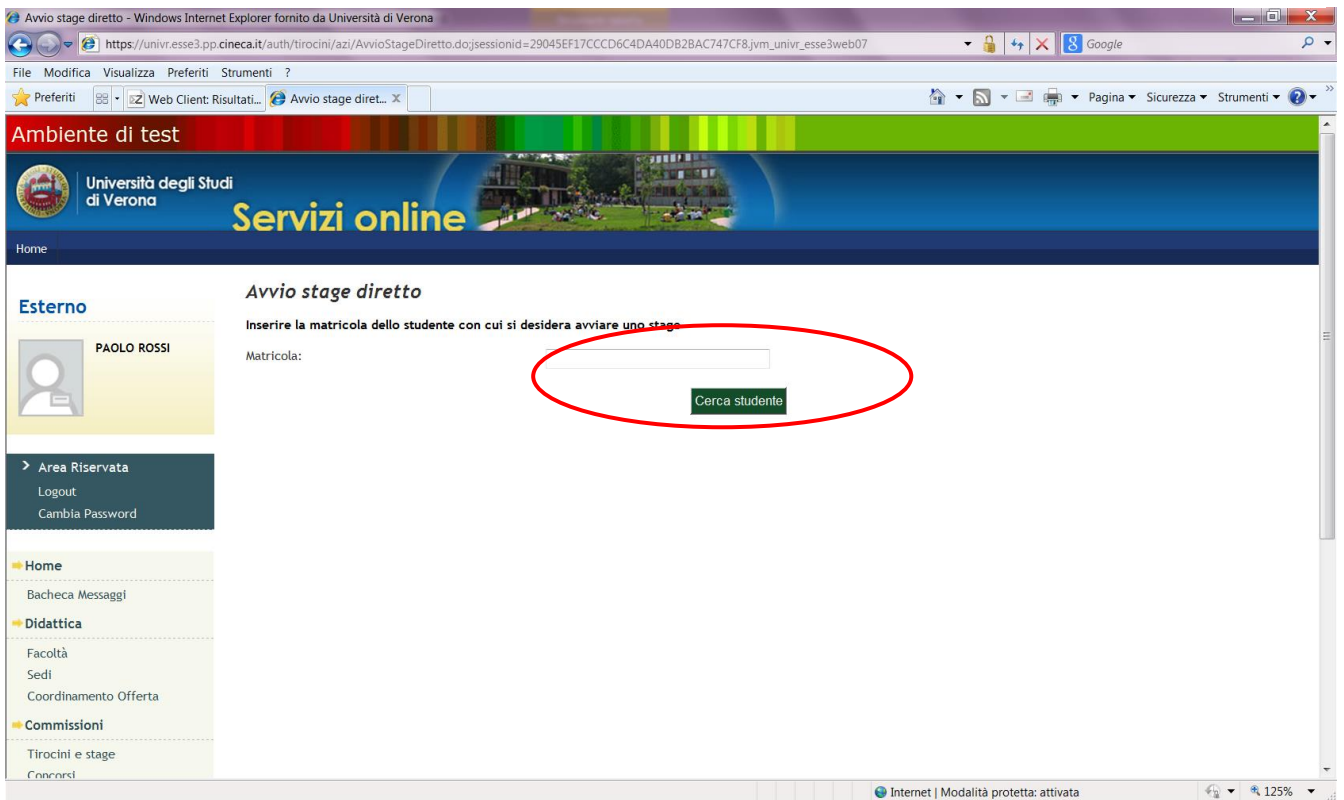 Avvio stage diretto - Windows Internet Explorer fornito da Università di Verona
https://univr.esse3.pp.cineca.it/auth/tirocini/azi/AvvioStageDiretto.do;jsessionid=29045EF17CCCD6C4DA40DB2BAC747CF8.jvm_univr_esse3web07
Google
File Modifica Visualizza Preferiti Strumenti ?
Preferiti Web Client: Risultati... Avvio stage diret... X Pagina Sicurezza Strumenti
Ambiente di test
Università degli Studi
di Verona
Servizi online
Home
Esterno
PAOLO ROSSI
Area Riservata
Logout
Cambia Password
Home
Bacheca Messaggi
Didattica
Facoltà
Sedi
Coordinamento Offerta
Commissioni
Tirocini e stage
Concorsi
Avvio stage diretto
Inserire la matricola dello studente con cui si desidera avviare uno stage
Matricola:
Cerca studente
Internet | Modalità protetta: attivata 125%